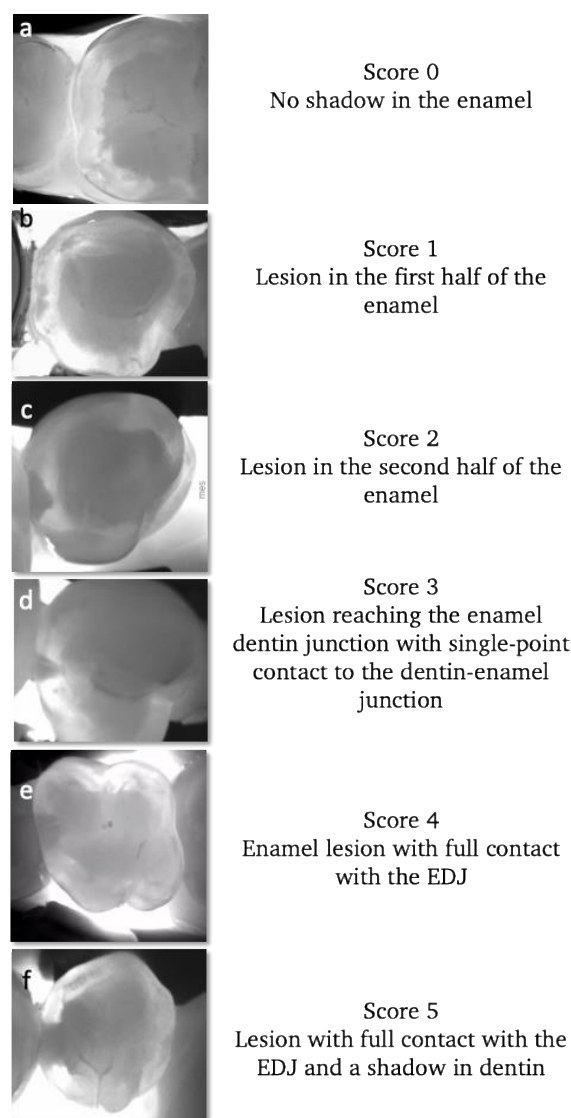 a
Score 0
No shadow in the enamel
b
Score 1
Lesion in the first half of the
enamel
c
Score 2
Lesion in the second half of the
enamel
mes
d
Score 3
Lesion reaching the enamel
dentin junction with single-point
contact to the dentin-enamel
junction
e
Score 4
Enamel lesion with full contact
with the EDJ
f
Score 5
Lesion with full contact with the
EDJ and a shadow in dentin